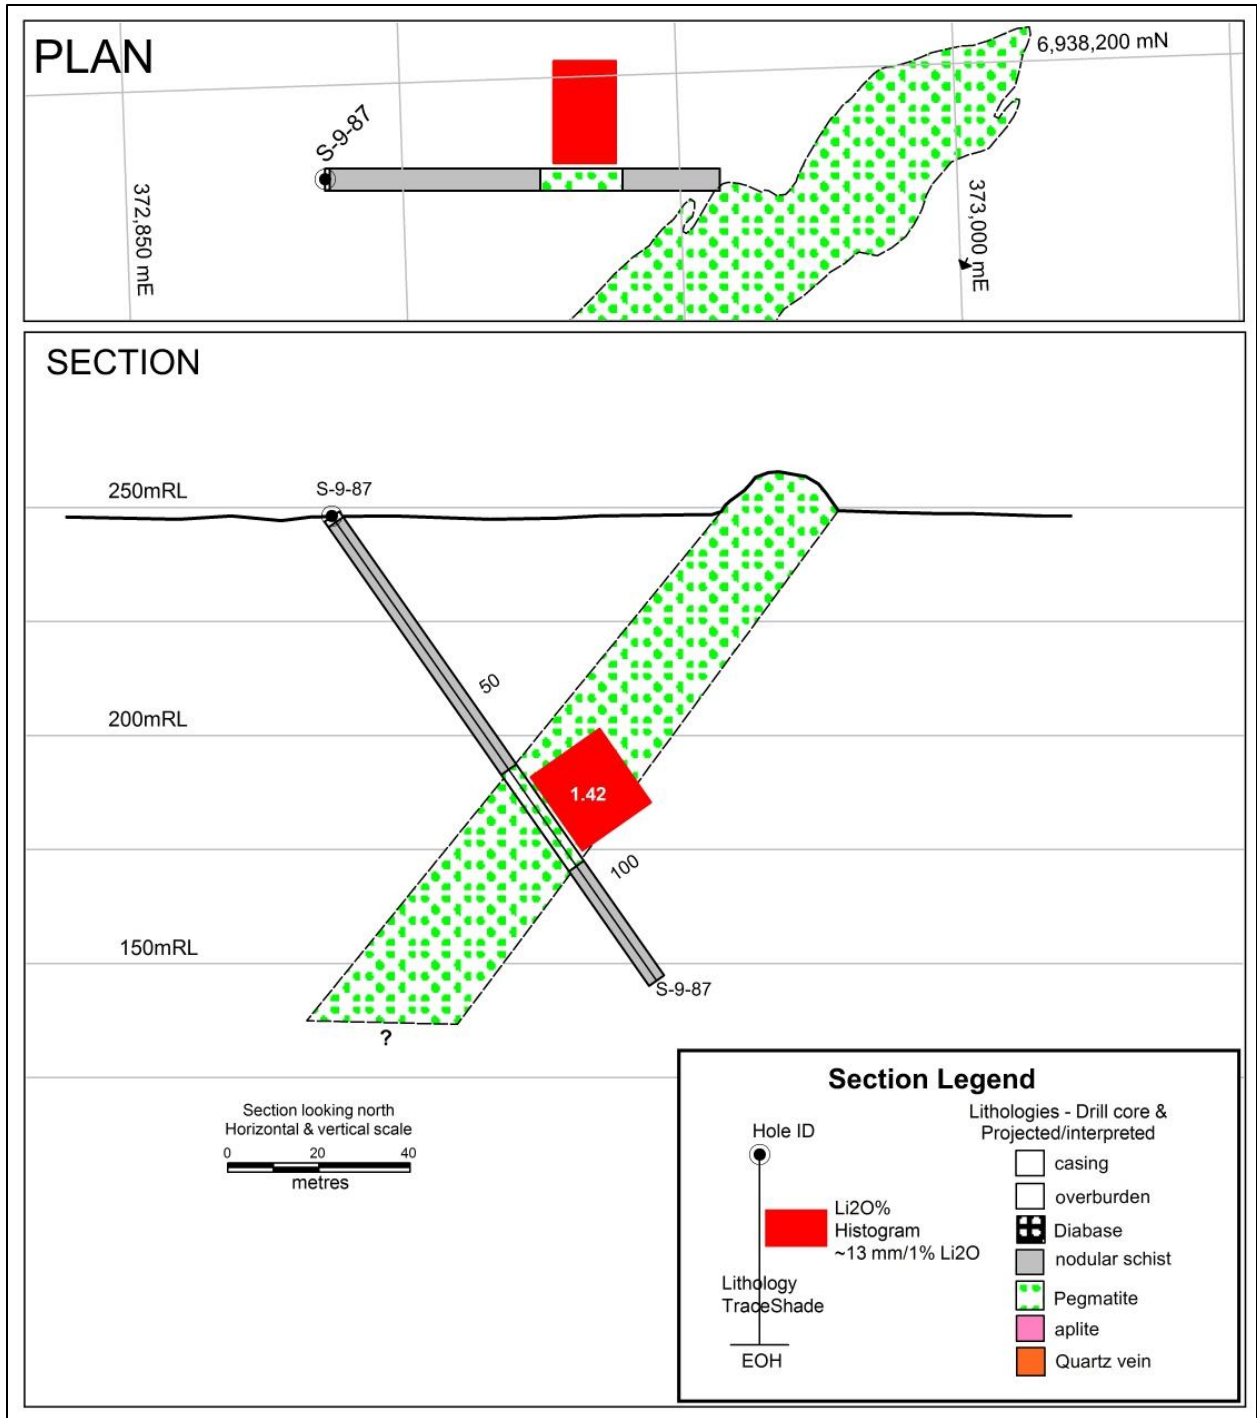 PLAN
S-9-87
6,938,200 mN
372,850 mE
373,000 mE
SECTION
250mRL
S-9-87
50
200mRL
1.42
100
150mRL
S-9-87
?
Section looking north
Horizontal & vertical scale
0 20 40
metres
Section Legend
Hole ID
Li2O%
Histogram
~13 mm/1% Li2O
Lithology
TraceShade
EOH
Lithologies - Drill core &
Projected/interpreted
casing
overburden
Diabase
nodular schist
Pegmatite
aplite
Quartz vein